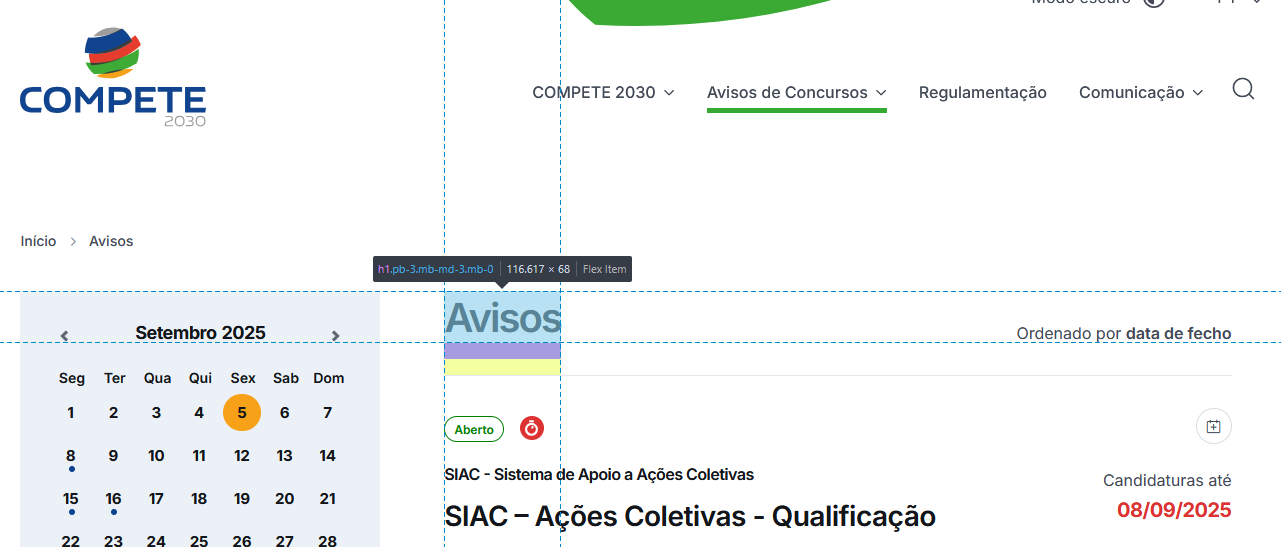 Modo escuro
COMPETE
2030
COMPETE 2030
Avisos de Concursos
Regulamentação
Comunicação
Início > Avisos
h1.pb-3.mb-md-3.mb-0 116.617 × 68 Flex Item
Avisos
Ordenado por data de fecho
Setembro 2025
Seg Ter Qua Qui Sex Sab Dom
1 2 3 4 5 6 7
8 9 10 11 12 13 14
15 16 17 18 19 20 21
22 23 24 25 26 27 28
Aberto
SIAC - Sistema de Apoio a Ações Coletivas
SIAC – Ações Coletivas - Qualificação
Candidaturas até
08/09/2025